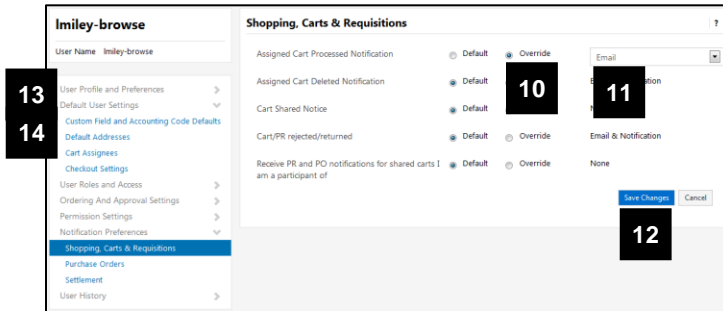 lmiley-browse
User Name lmiley-browse
13
User Profile and Preferences
Default User Settings
14
Custom Field and Accounting Code Defaults
Default Addresses
Cart Assignees
Checkout Settings
User Roles and Access
Ordering And Approval Settings
Permission Settings
Notification Preferences
Shopping, Carts & Requisitions
Purchase Orders
Settlement
User History
Shopping, Carts & Requisitions ?
Assigned Cart Processed Notification Default Override Email
Assigned Cart Deleted Notification Default
10
11
Cart Shared Notice Default
Cart/PR rejected/returned Default Override Email & Notification
Receive PR and PO notifications for shared carts I Default Override None
am a participant of
Save Changes Cancel
12